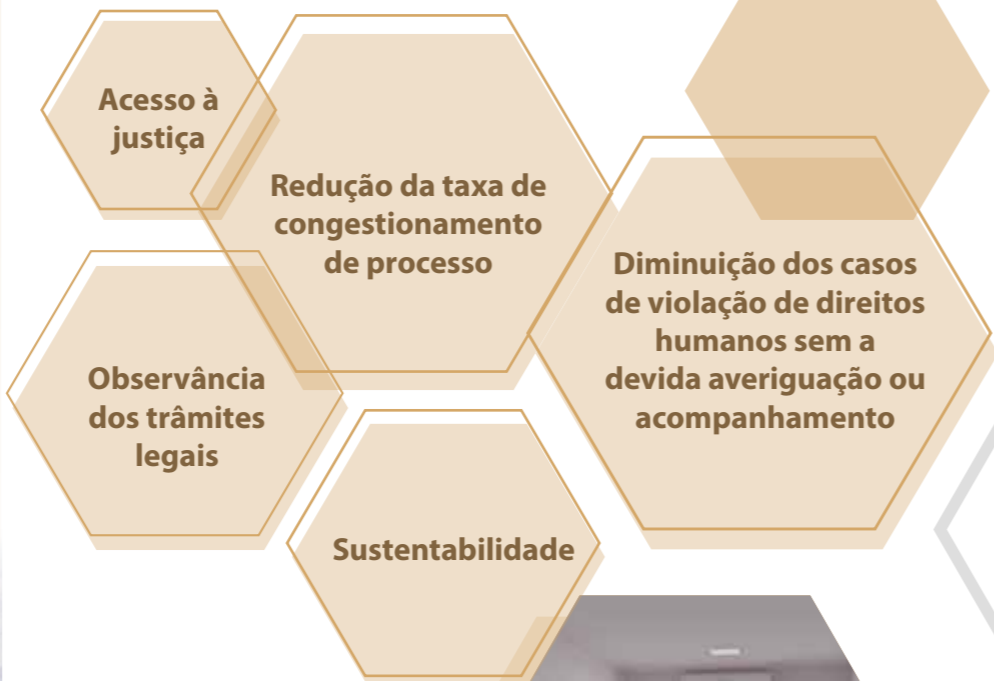 Acesso à
justiça
Redução da taxa de
congestionamento
de processo
Diminuição dos casos
de violação de direitos
humanos sem a
devida averiguação ou
acompanhamento
Observância
dos trâmites
legais
Sustentabilidade